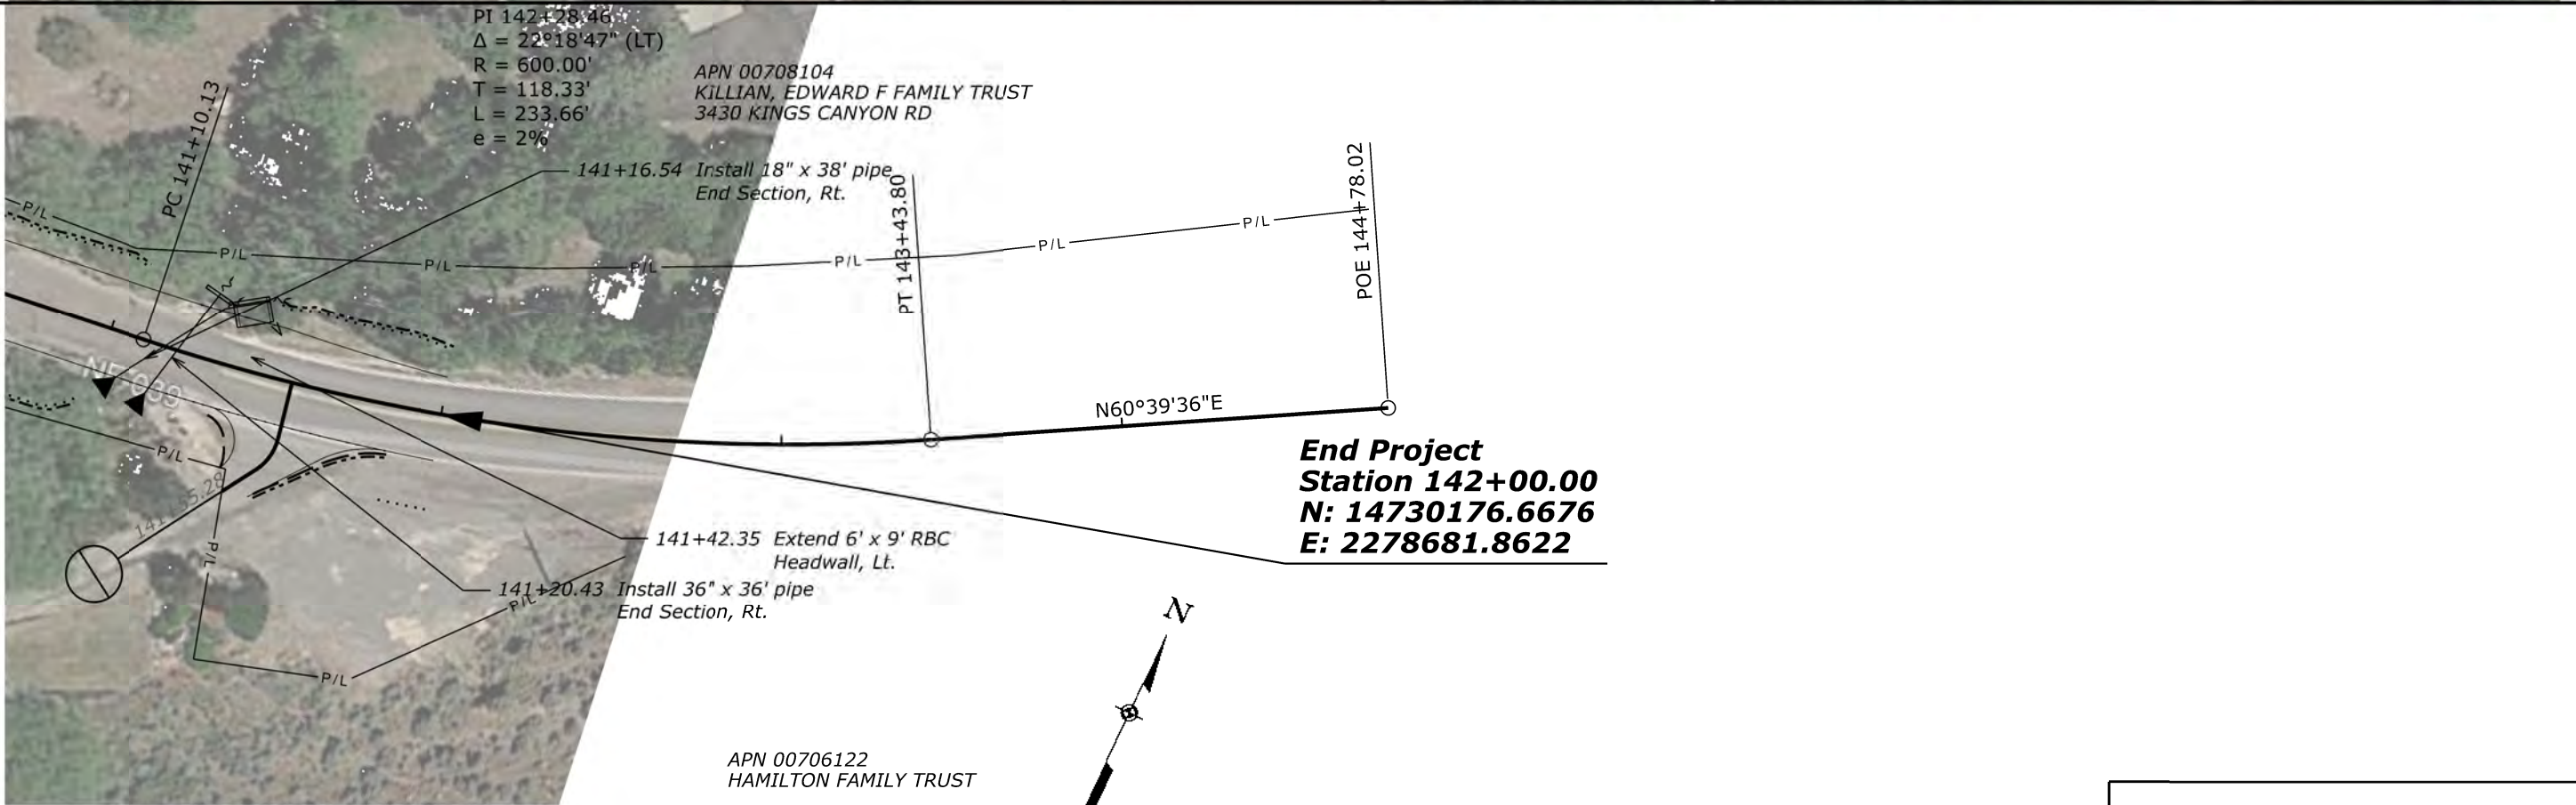 PI 142+28.46
Δ = 22°18'47" (LT)
R = 600.00'
T = 118.33'
L = 233.66'
e = 2%
APN 00708104
KILLIAN, EDWARD F FAMILY TRUST
3430 KINGS CANYON RD
PC 141+10.13
141+16.54 Install 18" x 38' pipe
End Section, Rt.
PT 143+43.80
POE 144+78.02
P/L
P/L
P/L
P/L
P/L
P/L
P/L
N60°39'36"E
End Project
Station 142+00.00
N: 14730176.6676
E: 2278681.8622
P/L
P/L
P/L
P/L
141+42.35 Extend 6' x 9' RBC
Headwall, Lt.
141+20.43 Install 36" x 36' pipe
End Section, Rt.
N
APN 00706122
HAMILTON FAMILY TRUST